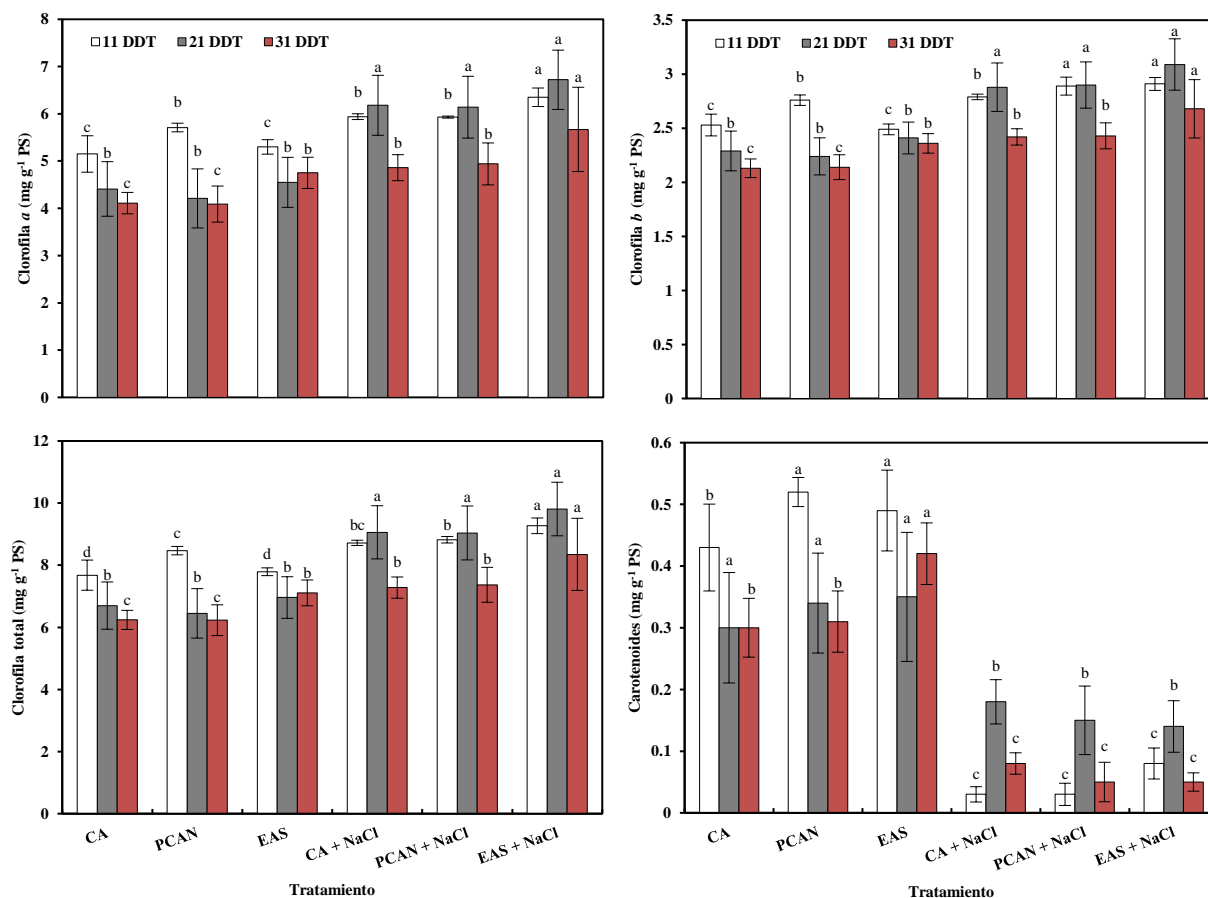 Clorofila a (mg g-1 PS)
8
7
6
5
4
3
2
1
0
11 DDT 21 DDT 31 DDT
c b c
b b c
c b b
b a b
b a b
a a a
Clorofila b (mg g-1 PS)
3.5
3
2.5
2
1.5
1
0.5
0
11 DDT 21 DDT 31 DDT
c b c
b b c
c b b
b a b
a a b
a a a
Clorofila total (mg g-1 PS)
12
10
8
6
4
2
0
d b c
c b c
d b b
bc a b
b a b
a a a
CA PCAN EAS CA + NaCl PCAN + NaCl EAS + NaCl
Tratamiento
Carotenoides (mg g-1 PS)
0.6
0.5
0.4
0.3
0.2
0.1
0
b a b
a a b
a a a
c b c
c b c
c b c
CA PCAN EAS CA + NaCl PCAN + NaCl EAS + NaCl
Tratamiento